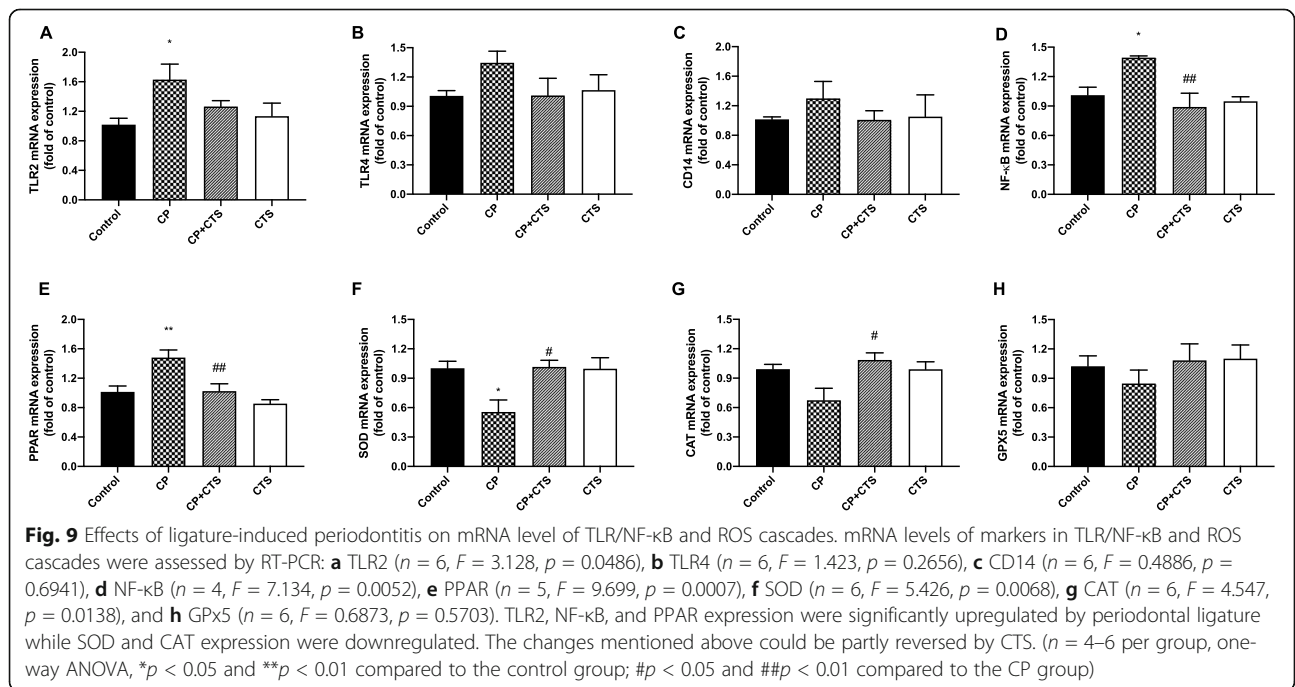 A
TLR2 mRNA expression
(fold of control)
2.0
1.6
1.2
0.8
0.4
0.0
*
Control
CP
CP+CTS
CTS
B
TLR4 mRNA expression
(fold of control)
1.5
1.2
0.9
0.6
0.3
0.0
Control
CP
CP+CTS
CTS
C
CD14 mRNA expression
(fold of control)
2.0
1.6
1.2
0.8
0.4
0.0
Control
CP
CP+CTS
CTS
D
NF-κB mRNA expression
(fold of control)
1.5
1.2
0.9
0.6
0.3
0.0
*
##
Control
CP
CP+CTS
CTS
E
PPAR mRNA expression
(fold of control)
2.0
1.6
1.2
0.8
0.4
0.0
**
##
Control
CP
CP+CTS
CTS
F
SOD mRNA expression
(fold of control)
1.5
1.2
0.9
0.6
0.3
0.0
*
#
Control
CP
CP+CTS
CTS
G
CAT mRNA expression
(fold of control)
1.5
1.2
0.9
0.6
0.3
0.0
#
Control
CP
CP+CTS
CTS
H
GPX5 mRNA expression
(fold of control)
1.5
1.2
0.9
0.6
0.3
0.0
Control
CP
CP+CTS
CTS
Fig. 9 Effects of ligature-induced periodontitis on mRNA level of TLR/NF-κB and ROS cascades. mRNA levels of markers in TLR/NF-κB and ROS
cascades were assessed by RT-PCR: a TLR2 (n = 6, F = 3.128, p = 0.0486), b TLR4 (n = 6, F = 1.423, p = 0.2656), c CD14 (n = 6, F = 0.4886, p =
0.6941), d NF-κB (n = 4, F = 7.134, p = 0.0052), e PPAR (n = 5, F = 9.699, p = 0.0007), f SOD (n = 6, F = 5.426, p = 0.0068), g CAT (n = 6, F = 4.547,
p = 0.0138), and h GPx5 (n = 6, F = 0.6873, p = 0.5703). TLR2, NF-κB, and PPAR expression were significantly upregulated by periodontal ligature
while SOD and CAT expression were downregulated. The changes mentioned above could be partly reversed by CTS. (n = 4–6 per group, one-
way ANOVA, *p < 0.05 and **p < 0.01 compared to the control group; #p < 0.05 and ##p < 0.01 compared to the CP group)